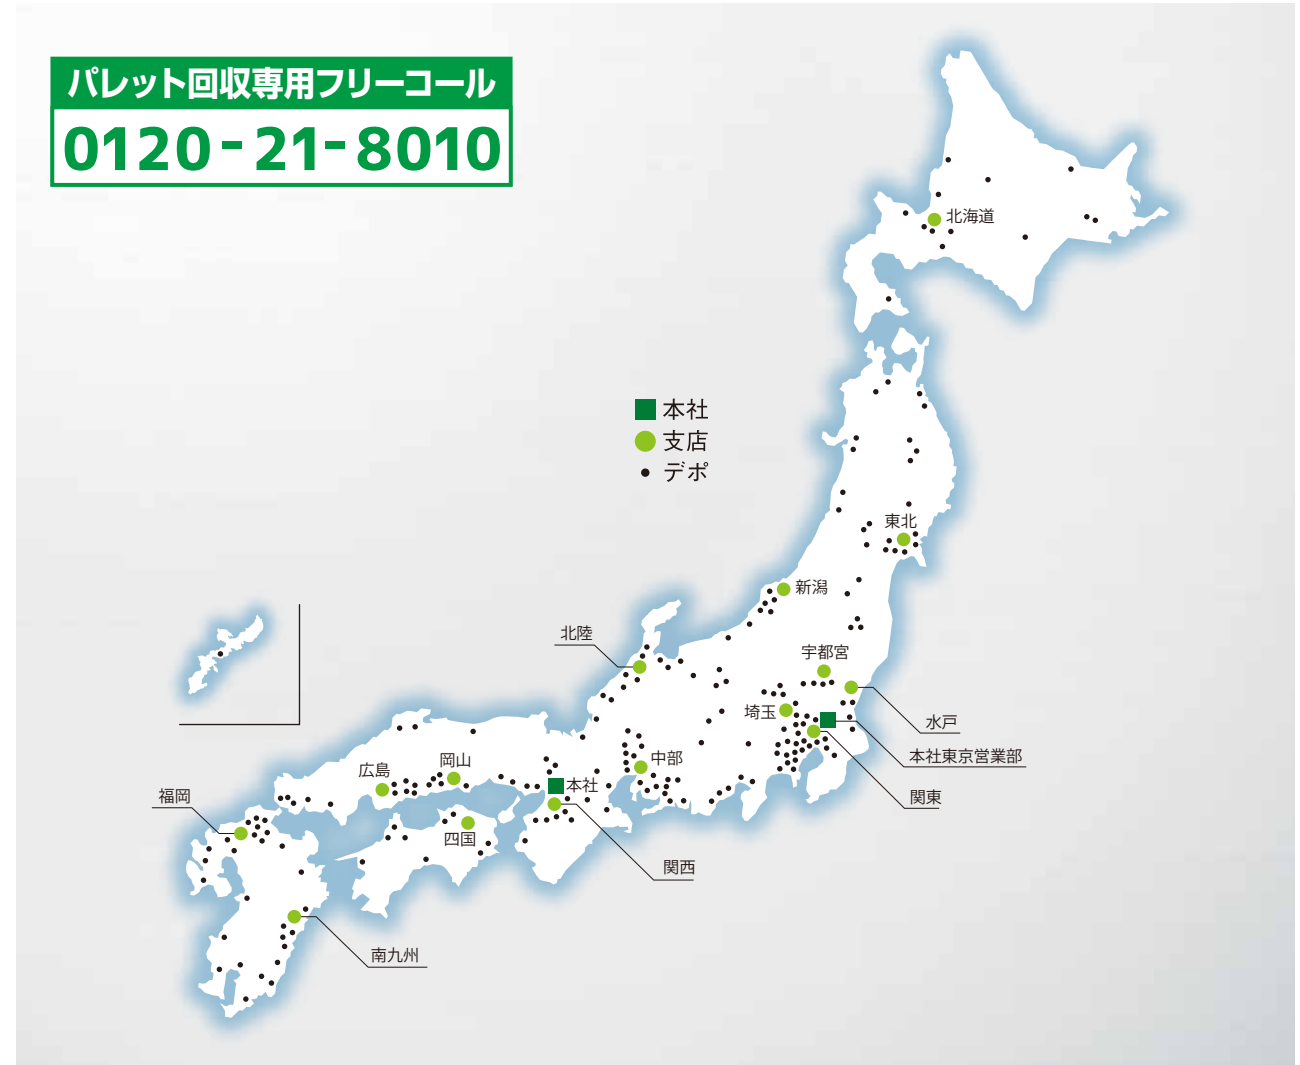 パレット回収専用フリーコール
0120-21-8010
北海道
本社
支店
デポ
東北
新潟
北陸
宇都宮
埼玉
水戸
本社東京営業部
中部
岡山
広島
本社
福岡
関東
四国
関西
南九州